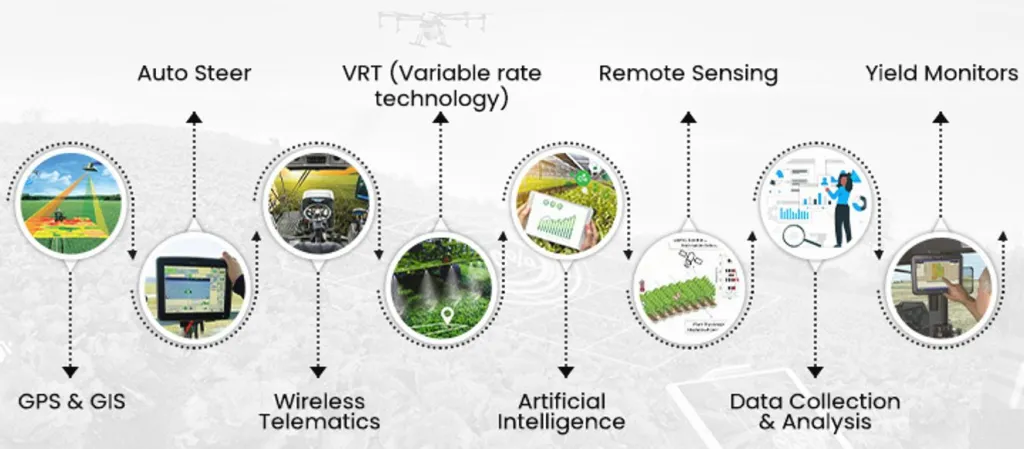 Auto Steer
VRT (Variable rate
technology)
Remote Sensing
Yield Monitors
GPS & GIS
Wireless
Telematics
Artificial
Intelligence
Data Collection
& Analysis